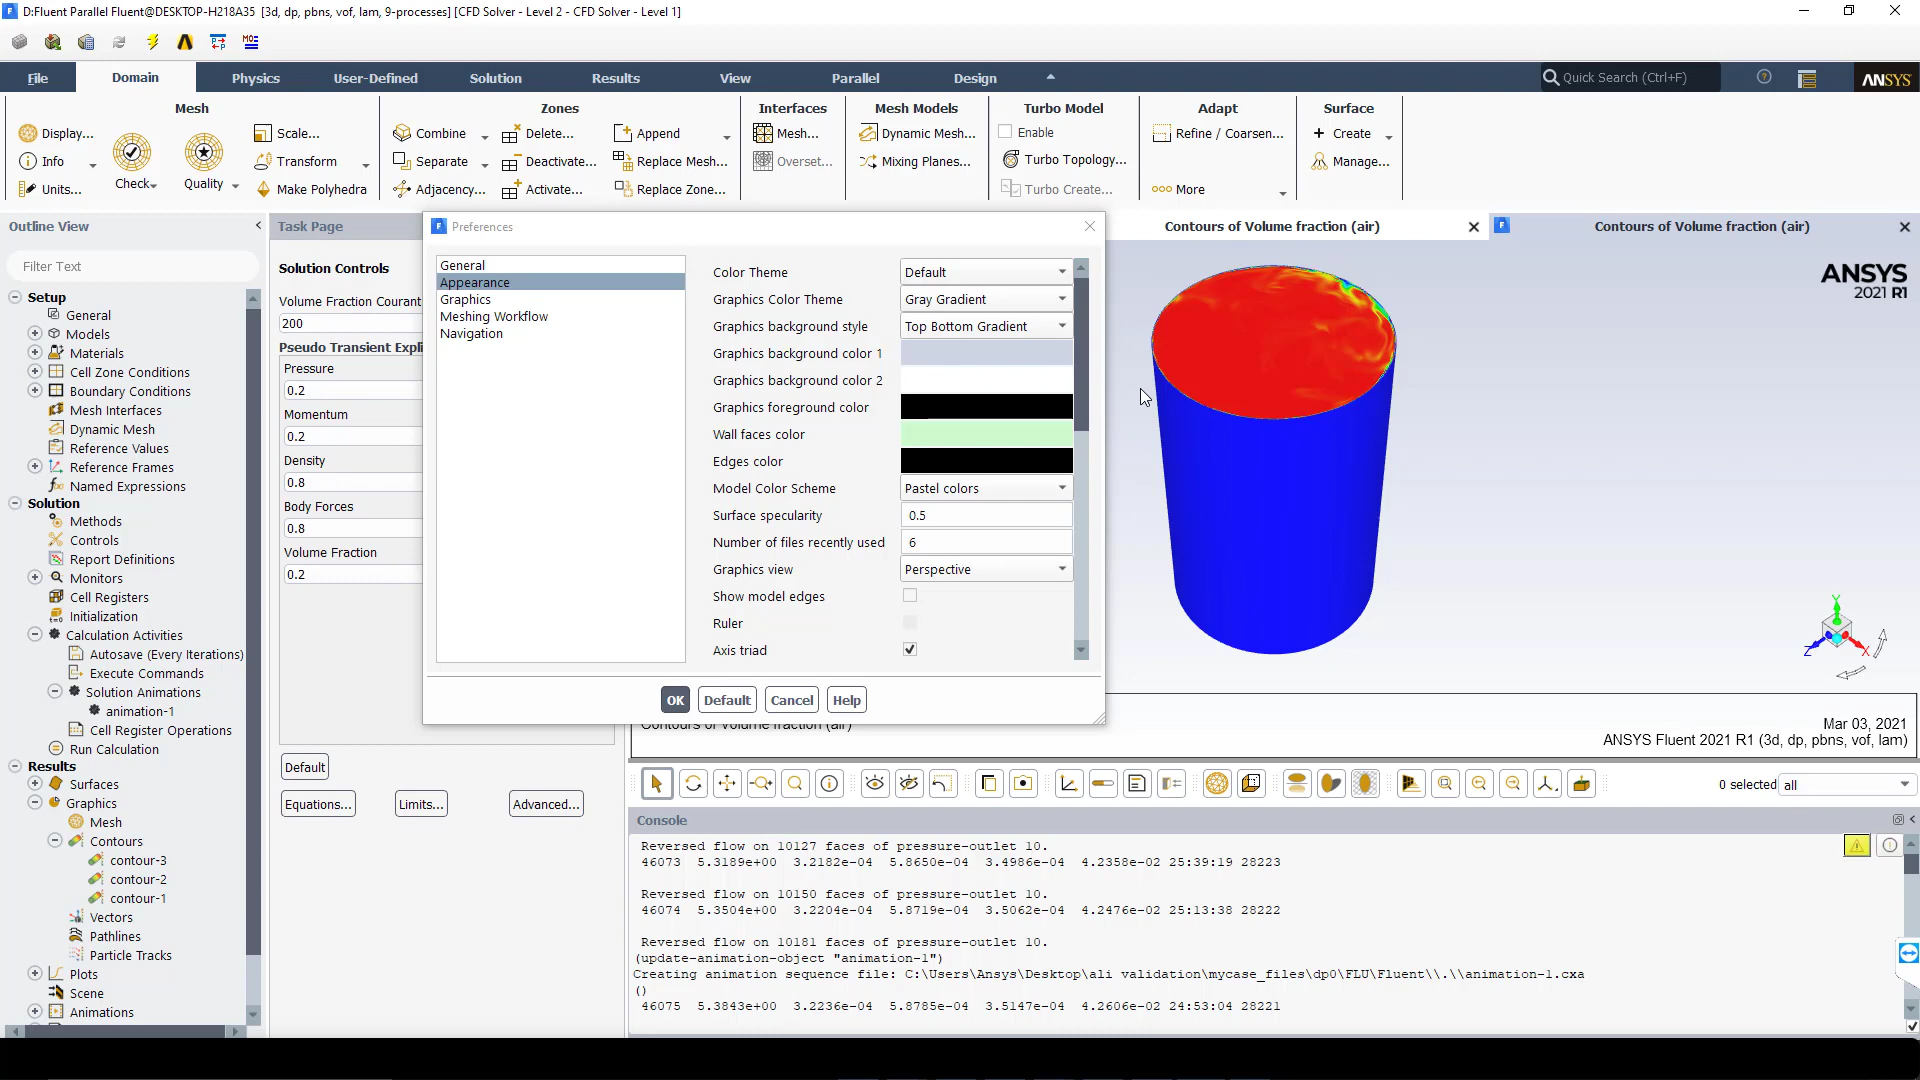 D:Fluent Parallel Fluent@DESKTOP-H218A35 [3d, dp, pbns, vof, lam, 9-processes] [CFD Solver - Level 2 - CFD Solver - Level 1]
File Domain Physics User-Defined Solution Results View Parallel Design Quick Search (Ctrl+F) ANSYS
Mesh
Display...
Info
Units...
Check
Quality
Scale...
Transform
Make Polyhedra
Zones
Combine
Separate
Adjacency...
Delete...
Deactivate...
Activate...
Append
Replace Mesh...
Replace Zone...
Interfaces
Mesh...
Overset...
Mesh Models
Dynamic Mesh...
Mixing Planes...
Turbo Model
Enable
Turbo Topology...
Turbo Create...
Adapt
Refine / Coarsen...
More
Surface
Create
Manage...
Outline View
Filter Text
Setup
General
Models
Materials
Cell Zone Conditions
Boundary Conditions
Mesh Interfaces
Dynamic Mesh
Reference Values
Reference Frames
Named Expressions
Solution
Methods
Controls
Report Definitions
Monitors
Cell Registers
Initialization
Calculation Activities
Autosave (Every Iterations)
Execute Commands
Solution Animations
animation-1
Cell Register Operations
Run Calculation
Results
Surfaces
Graphics
Mesh
Contours
contour-3
contour-2
contour-1
Vectors
Pathlines
Particle Tracks
Plots
Scene
Animations
Task Page
Solution Controls
Volume Fraction Courant
200
Pseudo Transient Expli
Pressure
0.2
Momentum
0.2
Density
0.8
Body Forces
0.8
Volume Fraction
0.2
Default
Equations... Limits... Advanced...
Preferences
General
Appearance
Graphics
Meshing Workflow
Navigation
Color Theme Default
Graphics Color Theme Gray Gradient
Graphics background style Top Bottom Gradient
Graphics background color 1
Graphics background color 2
Graphics foreground color
Wall faces color
Edges color
Model Color Scheme Pastel colors
Surface specularity 0.5
Number of files recently used 6
Graphics view Perspective
Show model edges
Ruler
Axis triad
OK Default Cancel Help
Contours of Volume fraction (air)
Contours of Volume fraction (air)
ANSYS
2021 R1
Y
Z
X
Contours of Volume fraction (air)
Mar 03, 2021
ANSYS Fluent 2021 R1 (3d, dp, pbns, vof, lam)
0 selected all
Console
Reversed flow on 10127 faces of pressure-outlet 10.
46073 5.3189e+00 3.2182e-04 5.8650e-04 3.4986e-04 4.2358e-02 25:39:19 28223
Reversed flow on 10150 faces of pressure-outlet 10.
46074 5.3504e+00 3.2204e-04 5.8719e-04 3.5062e-04 4.2476e-02 25:13:38 28222
Reversed flow on 10181 faces of pressure-outlet 10.
(update-animation-object "animation-1")
Creating animation sequence file: C:\Users\Ansys\Desktop\ali validation\mycase_files\dp0\FLU\Fluent\\.\\animation-1.cxa
()
46075 5.3843e+00 3.2236e-04 5.8785e-04 3.5147e-04 4.2606e-02 24:53:04 28221